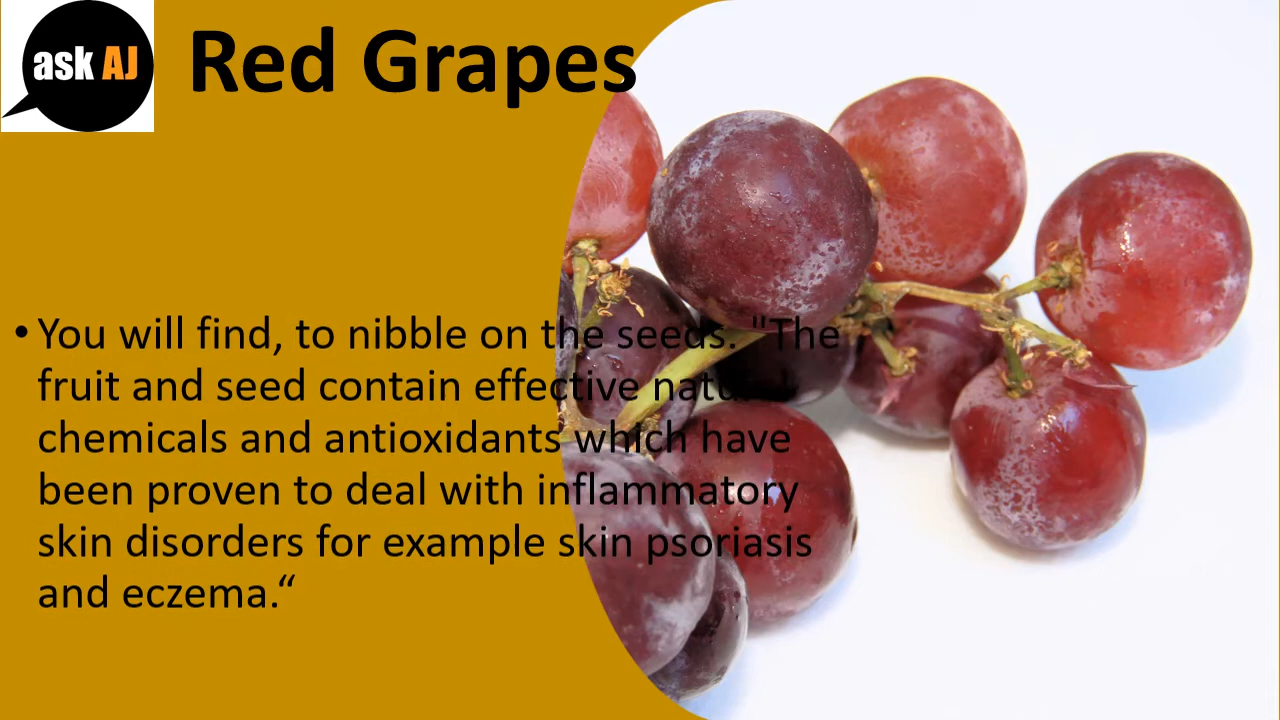 ask AJ
Red Grapes
• You will find, to nibble on the seeds. "The
fruit and seed contain effective natural
chemicals and antioxidants which have
been proven to deal with inflammatory
skin disorders for example skin psoriasis
and eczema.“